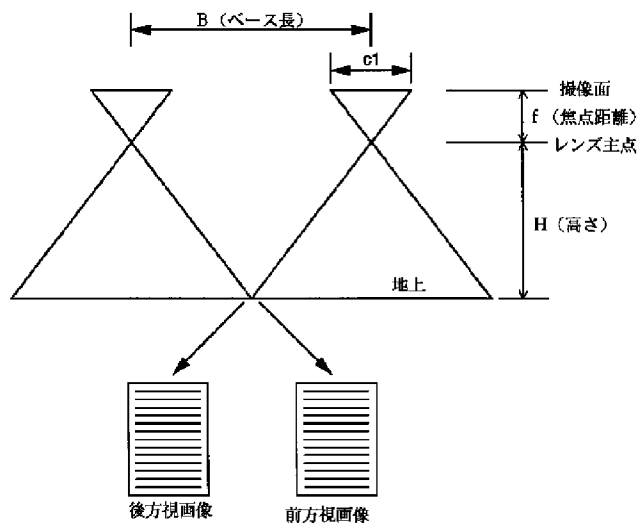 B（ベース長）
c1
撮像面
f（焦点距離）
レンズ主点
H（高さ）
地上
後方視画像
前方視画像